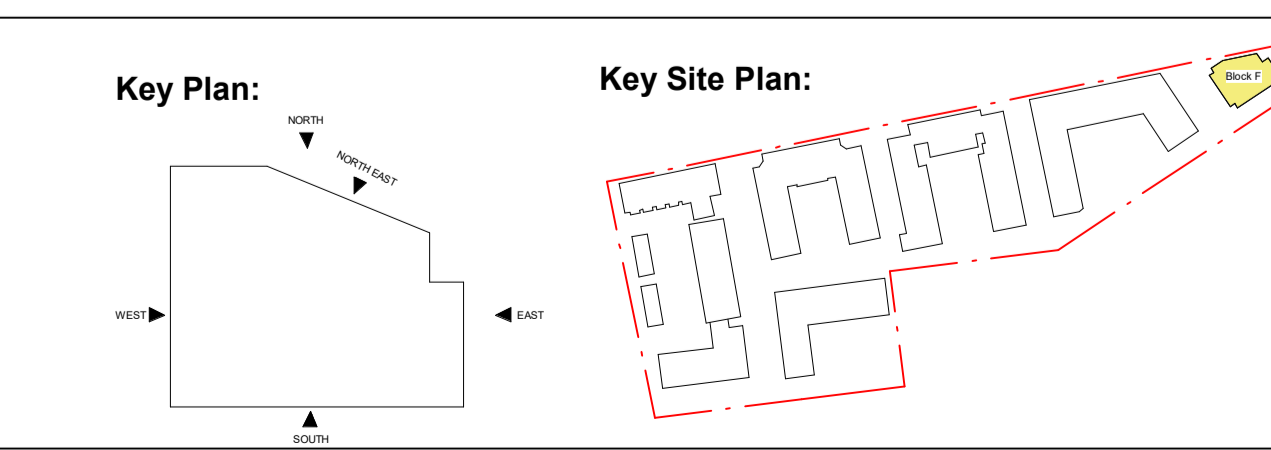 Key Plan:
Key Site Plan:
Block F
NORTH
NORTH EAST
WEST
EAST
SOUTH